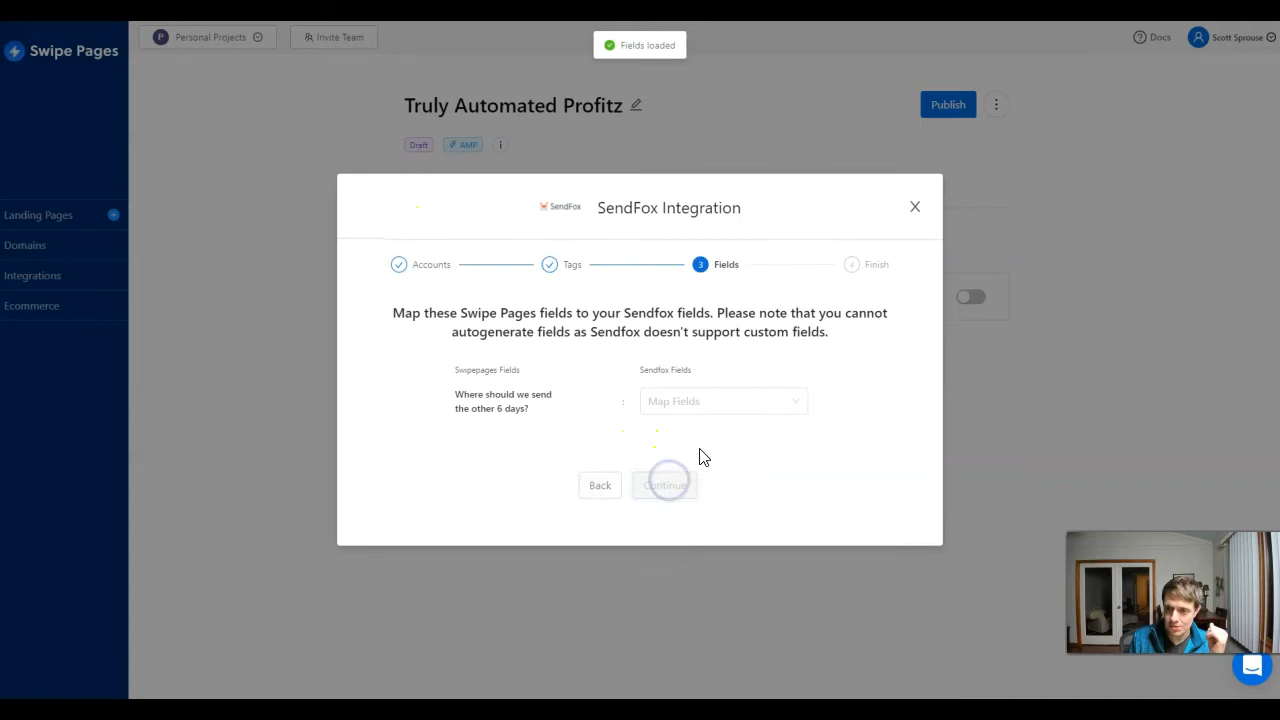 Swipe Pages
P Personal Projects
Invite Team
Fields loaded
Docs
Scott Sprouse
Truly Automated Profitz
Publish
Draft
AMP
i
Landing Pages
Domains
Integrations
Ecommerce
SendFox
SendFox Integration
Accounts
Tags
3 Fields
4 Finish
Map these Swipe Pages fields to your Sendfox fields. Please note that you cannot
autogenerate fields as Sendfox doesn't support custom fields.
Swipepages Fields
Sendfox Fields
Where should we send
the other 6 days?
:
Map Fields
Back
Continue